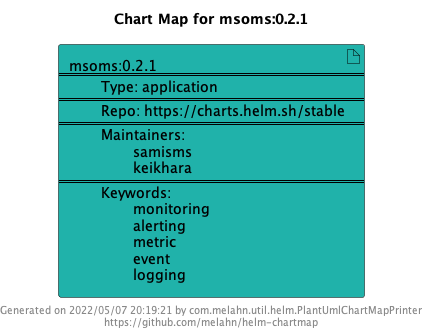 Chart Map for msoms:0.2.1
msoms:0.2.1
Type: application
Repo: https://charts.helm.sh/stable
Maintainers:
samisms
keikhara
Keywords:
monitoring
alerting
metric
event
logging
Generated on 2022/05/07 20:19:21 by com.melahn.util.helm.PlantUmlChartMapPrinter
https://github.com/melahn/helm-chartmap